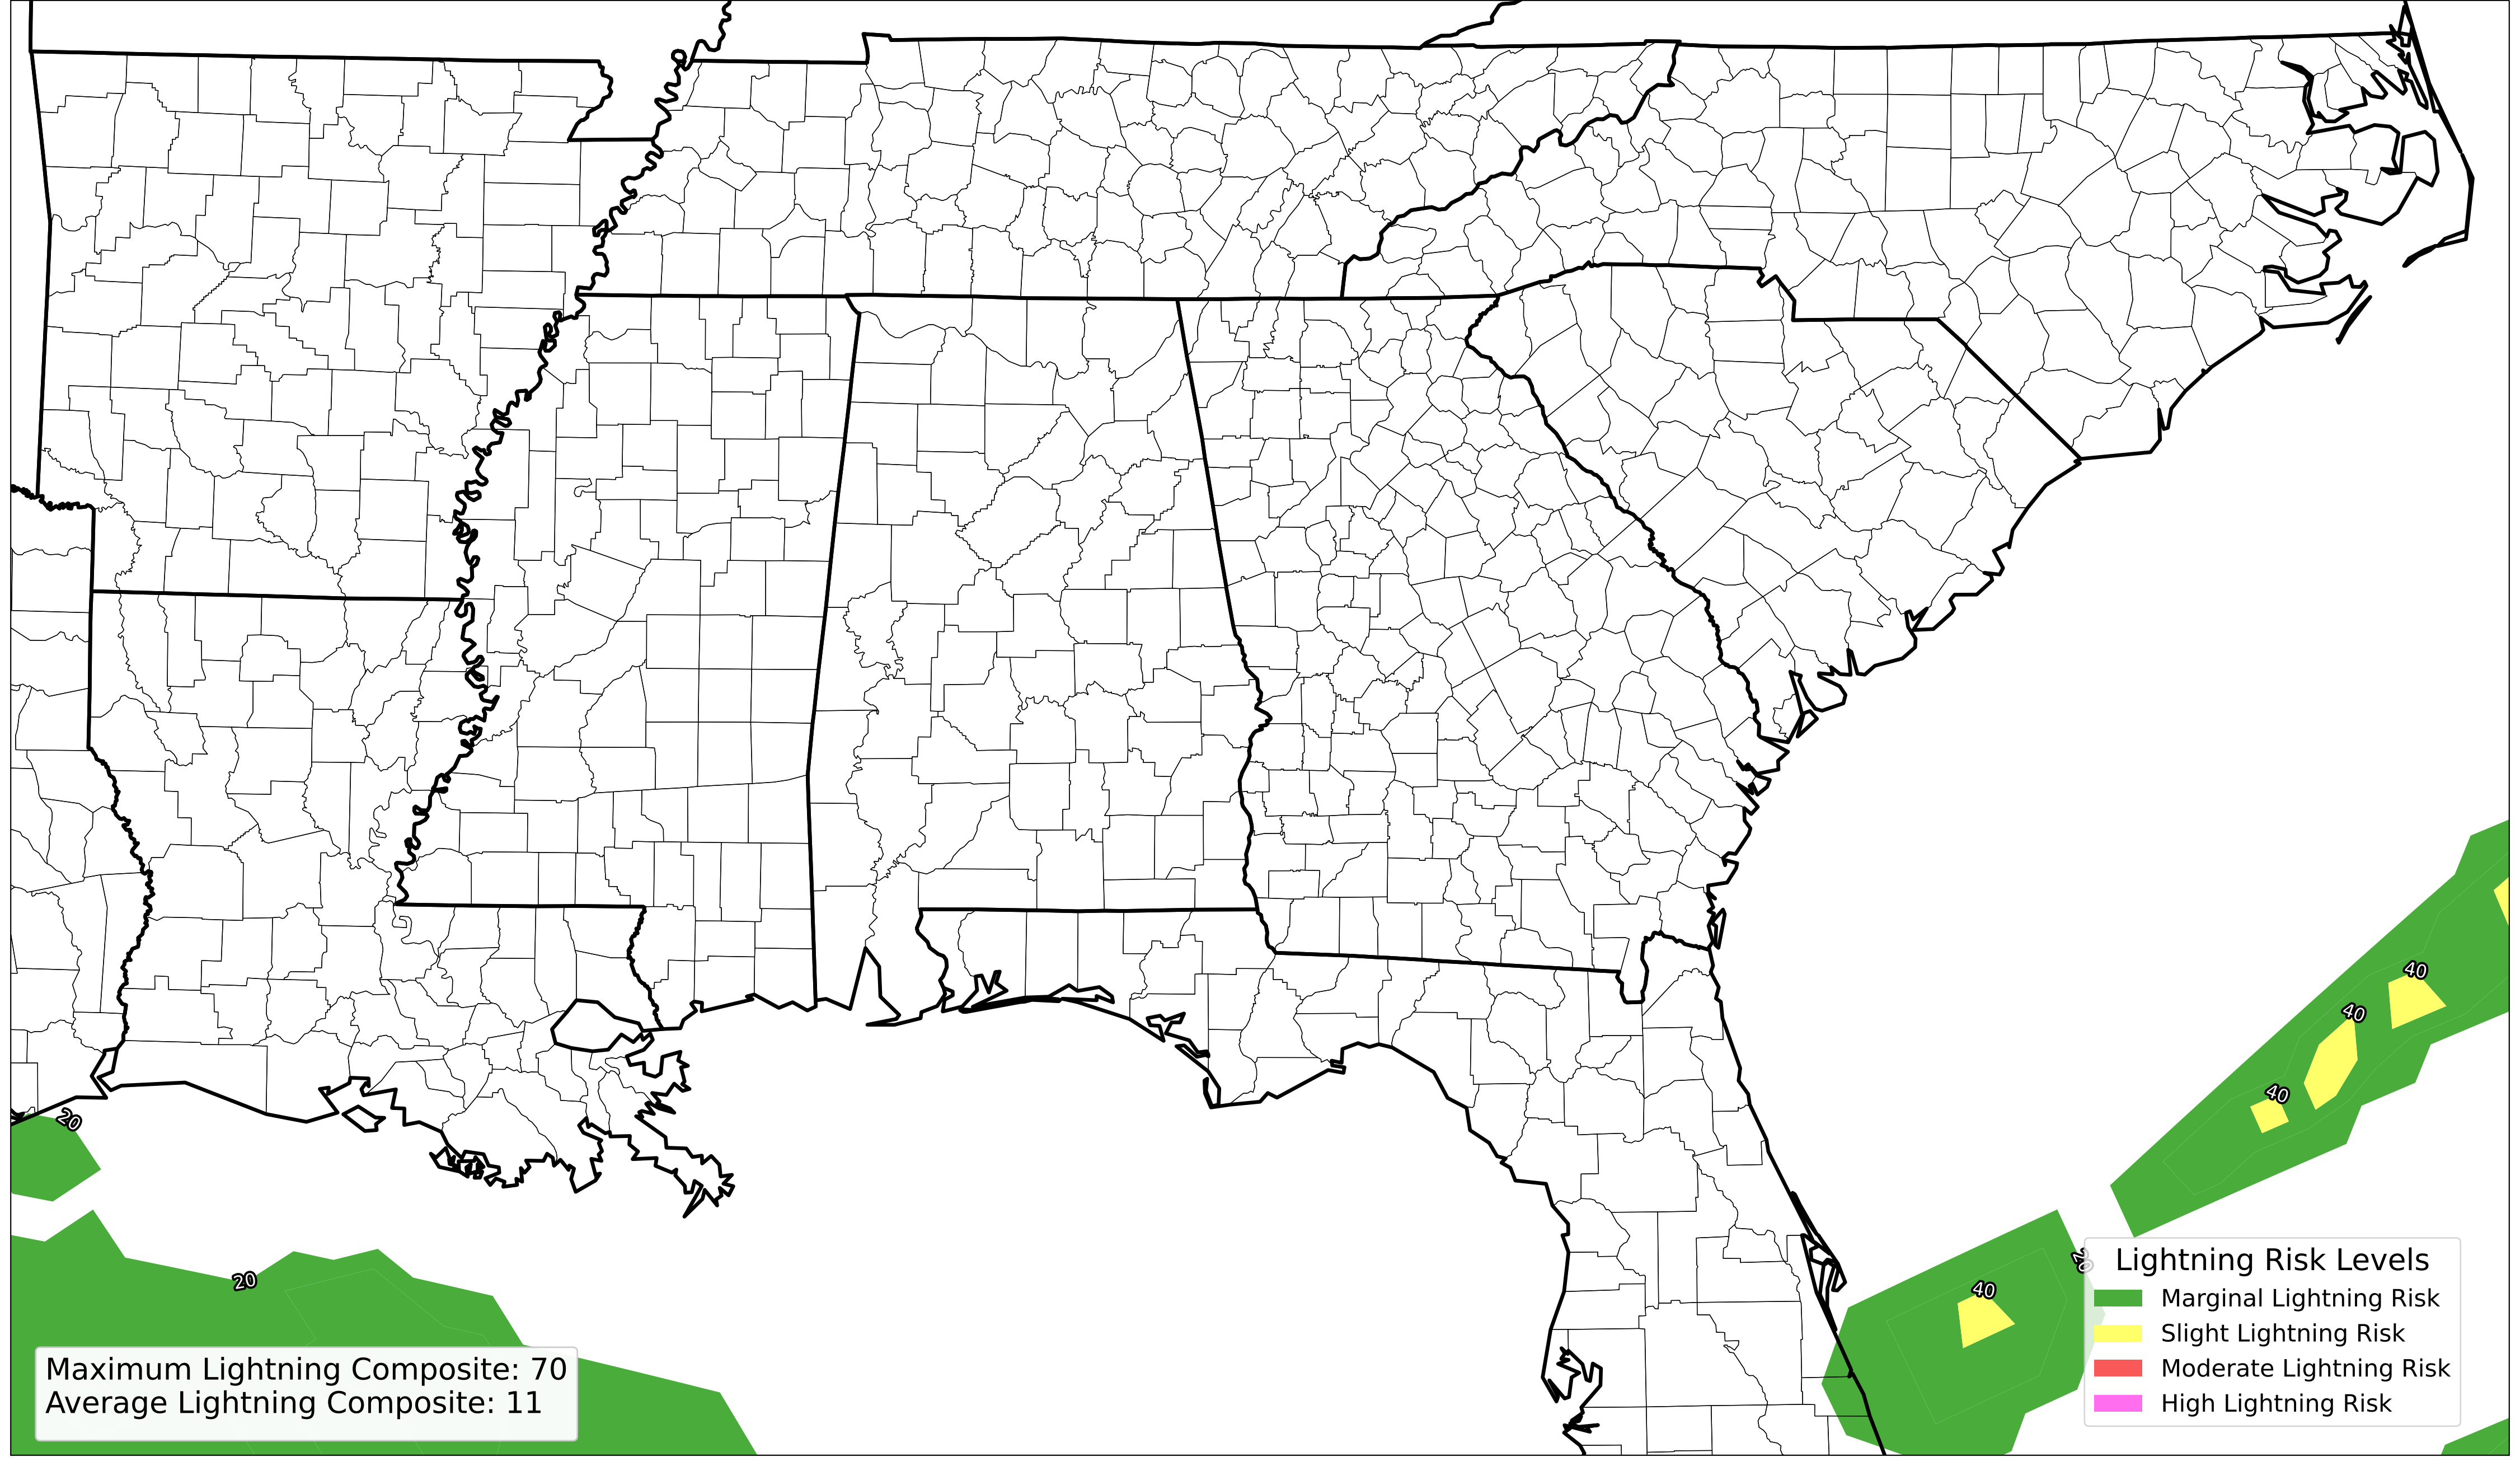 40
40
40
20
20
20
40
Lightning Risk Levels
Marginal Lightning Risk
Slight Lightning Risk
Moderate Lightning Risk
High Lightning Risk
Maximum Lightning Composite: 70
Average Lightning Composite: 11